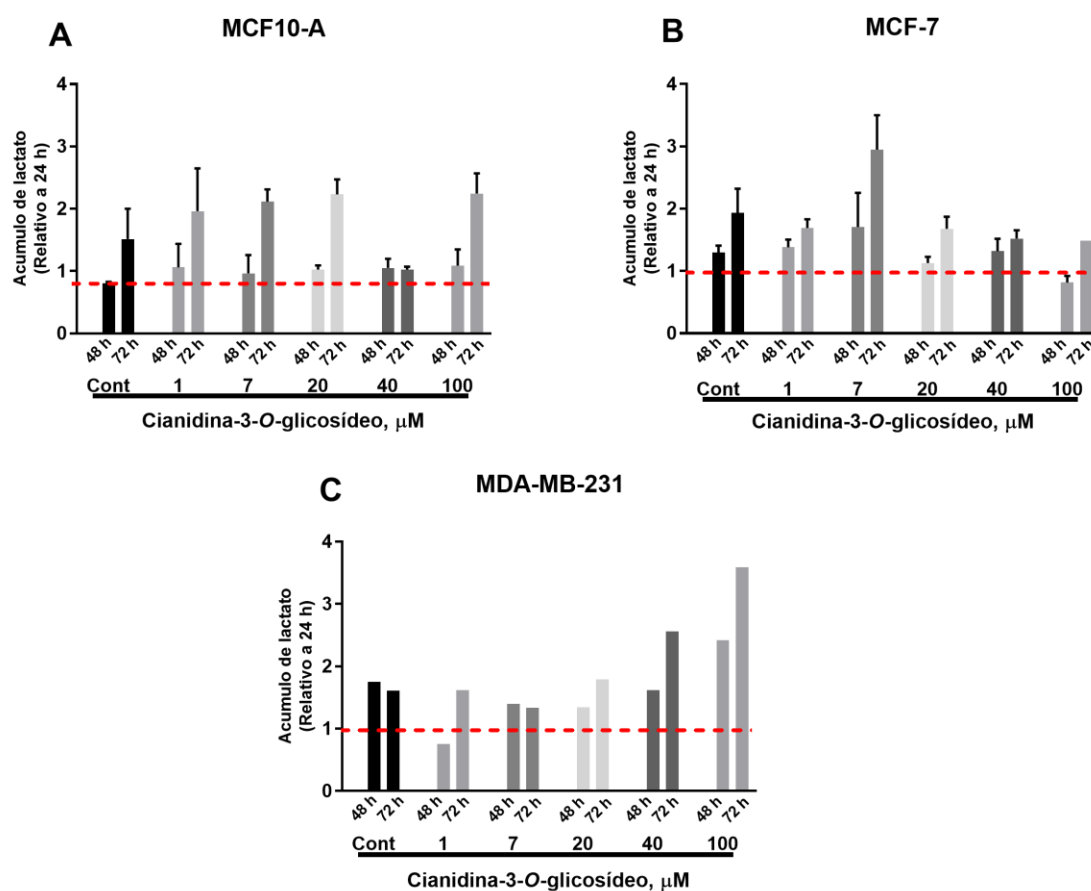 A
MCF10-A
Acumulo de lactato
(Relativo a 24 h)
4
3
2
1
0
48 h 72 h 48 h 72 h 48 h 72 h 48 h 72 h 48 h 72 h 48 h 72 h
Cont 1 7 20 40 100
Cianidina-3-O-glicosídeo, μM
B
MCF-7
Acumulo de lactato
(Relativo a 24 h)
4
3
2
1
0
48 h 72 h 48 h 72 h 48 h 72 h 48 h 72 h 48 h 72 h 48 h 72 h
Cont 1 7 20 40 100
Cianidina-3-O-glicosídeo, μM
C
MDA-MB-231
Acumulo de lactato
(Relativo a 24 h)
4
3
2
1
0
48 h 72 h 48 h 72 h 48 h 72 h 48 h 72 h 48 h 72 h 48 h 72 h
Cont 1 7 20 40 100
Cianidina-3-O-glicosídeo, μM